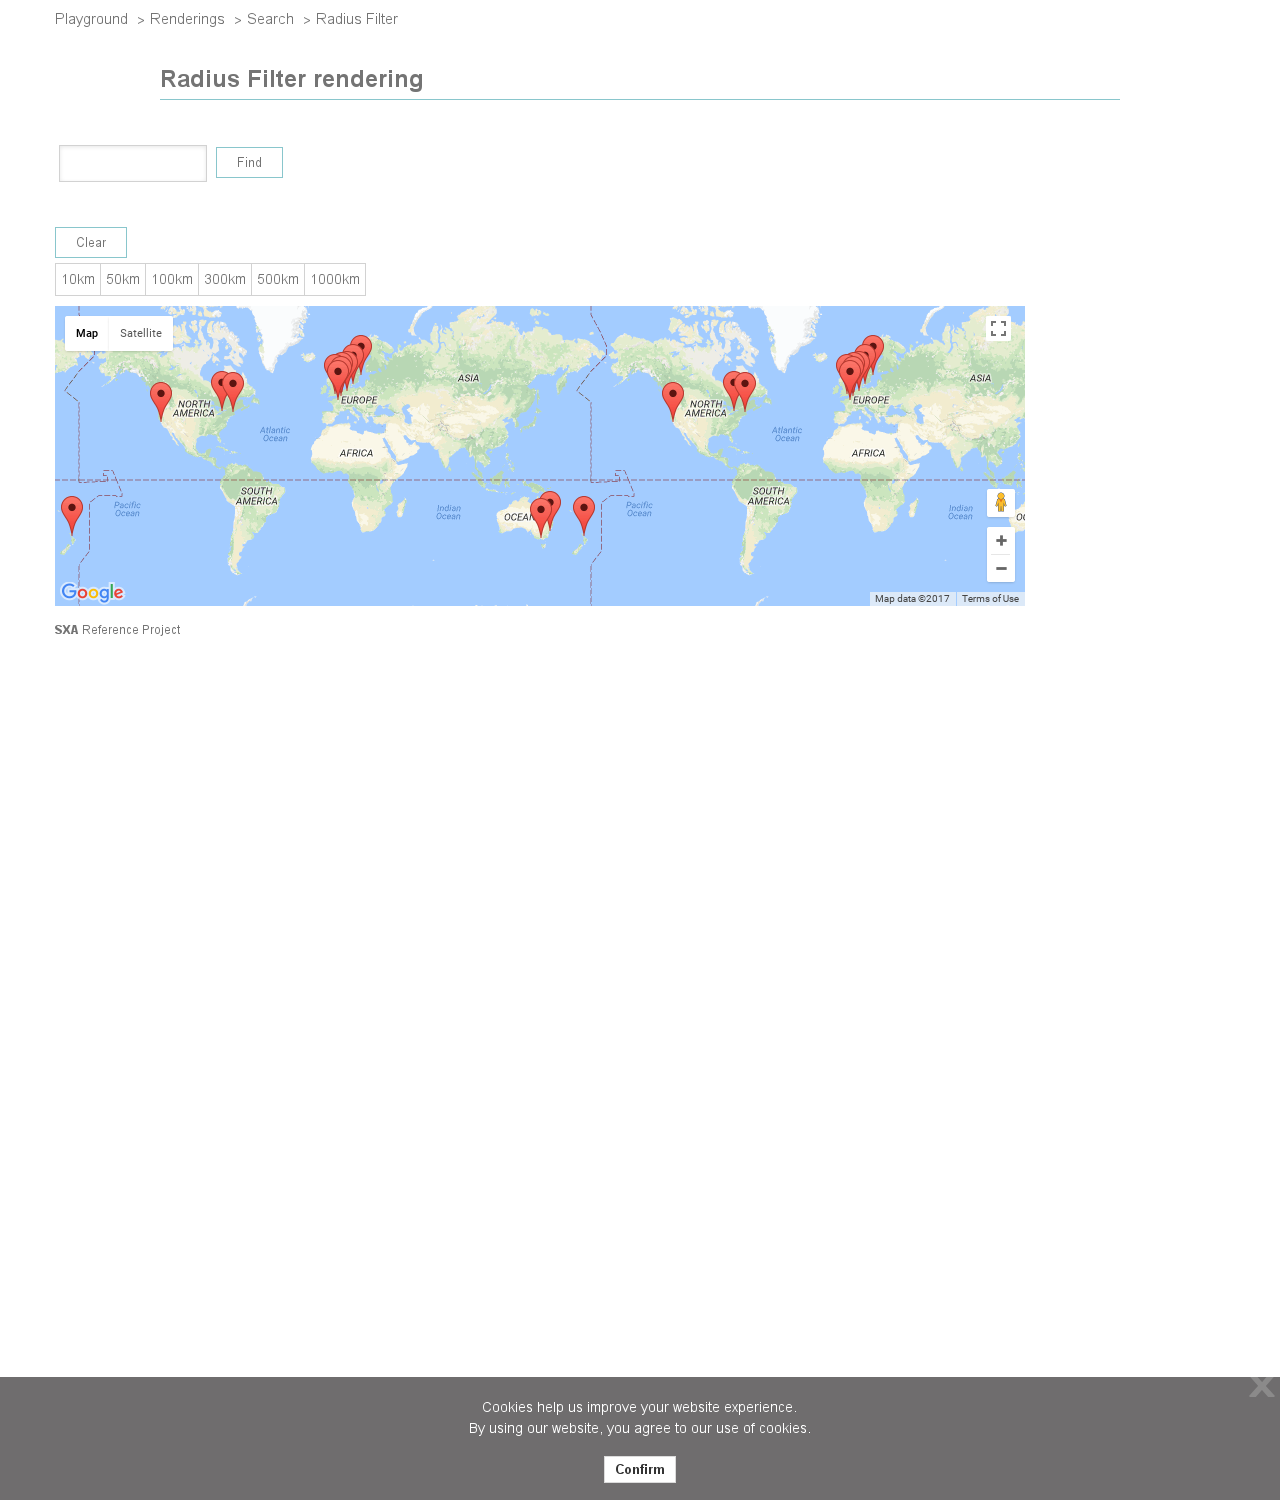 Playground > Renderings > Search > Radius Filter
Radius Filter rendering
Find
Clear
10km 50km 100km 300km 500km 1000km
Map Satellite
ASIA ASIA
NORTH AMERICA EUROPE NORTH AMERICA EUROPE
Atlantic Ocean Atlantic Ocean
AFRICA AFRICA
SOUTH AMERICA SOUTH AMERICA
Pacific Ocean Indian Ocean Pacific Ocean Indian Ocean
Google
Map data ©2017 Terms of Use
SXA Reference Project
X
Cookies help us improve your website experience.
By using our website, you agree to our use of cookies.
Confirm